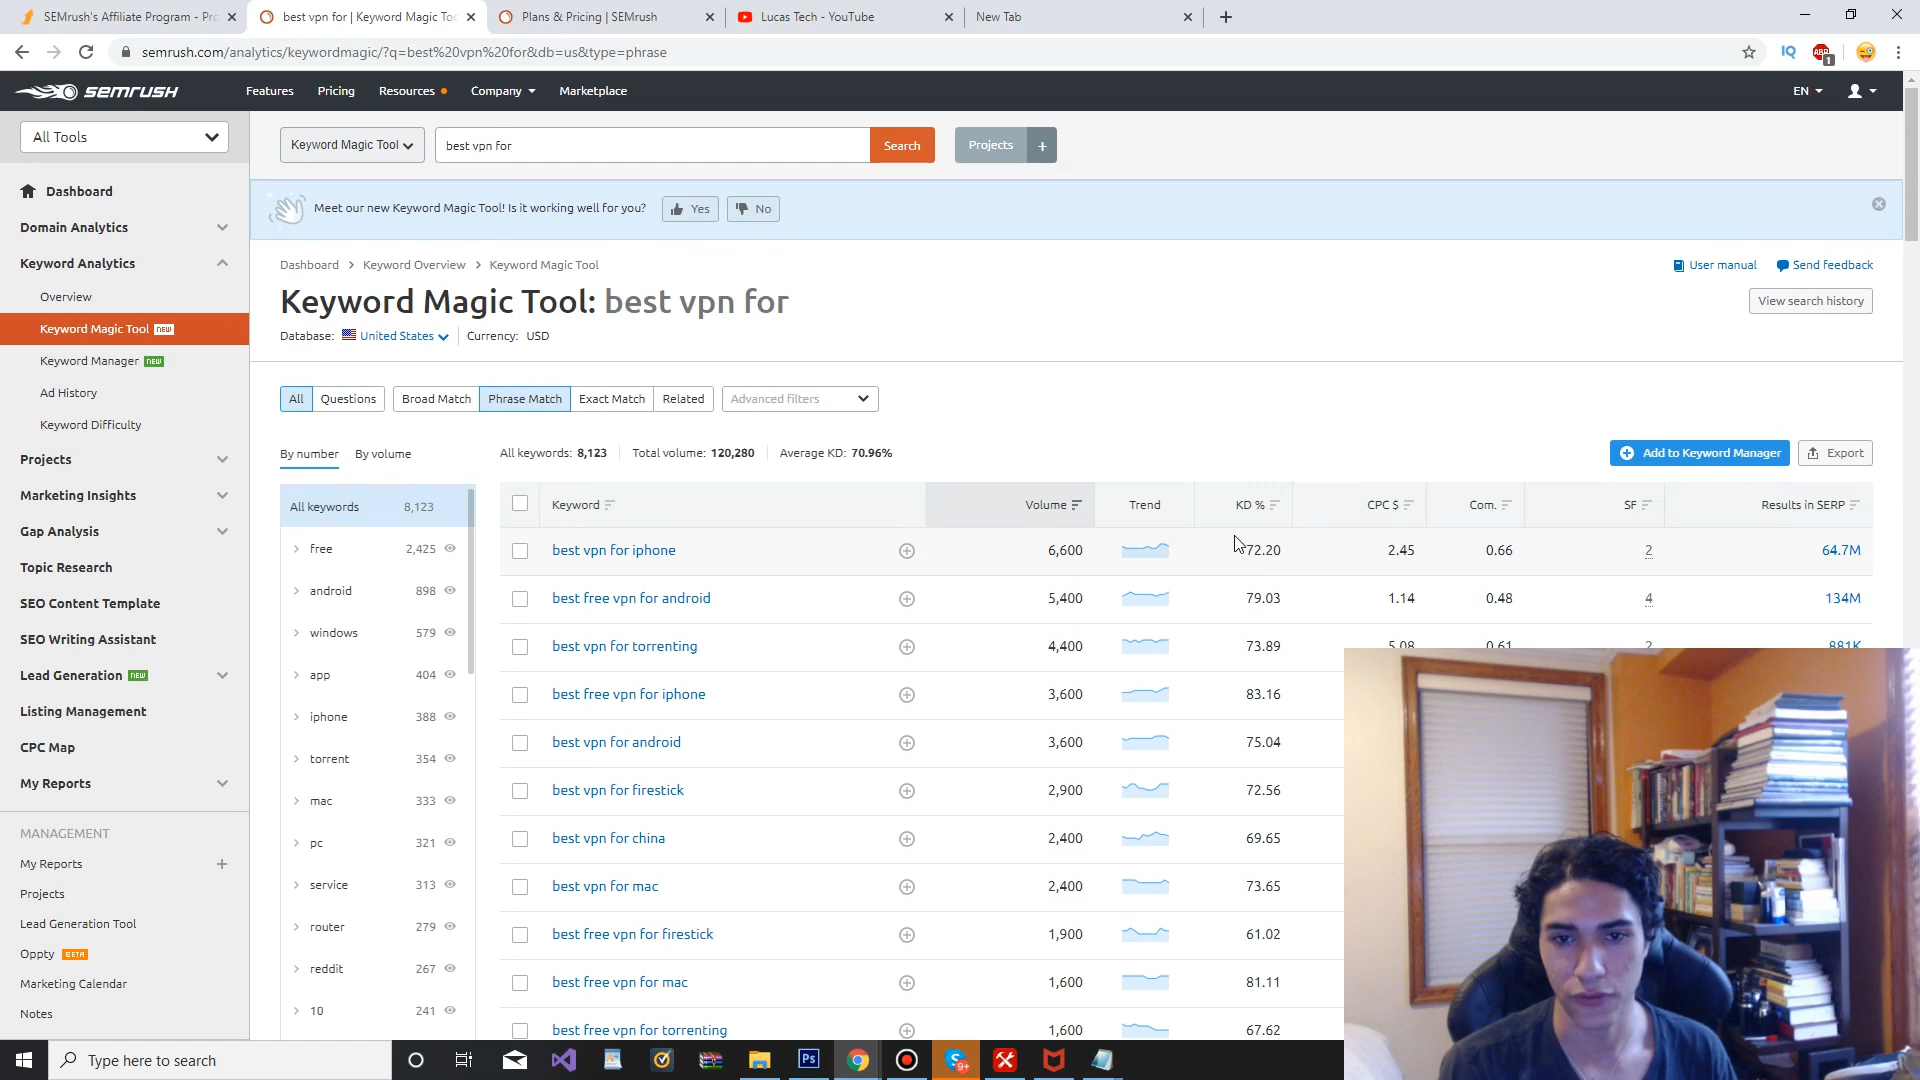 SEMrush's Affiliate Program - Pro
best vpn for | Keyword Magic Too
Plans & Pricing | SEMrush
Lucas Tech - YouTube
New Tab
semrush.com/analytics/keywordmagic/?q=best%20vpn%20for&db=us&type=phrase
IQ
ABP
1
SEMRUSH
Features
Pricing
Resources
Company
Marketplace
EN
All Tools
Keyword Magic Tool
best vpn for
Search
Projects
+
Dashboard
Domain Analytics
Keyword Analytics
Overview
Keyword Magic Tool NEW
Keyword Manager NEW
Ad History
Keyword Difficulty
Projects
Marketing Insights
Gap Analysis
Topic Research
SEO Content Template
SEO Writing Assistant
Lead Generation NEW
Listing Management
CPC Map
My Reports
MANAGEMENT
My Reports +
Projects
Lead Generation Tool
Oppty BETA
Marketing Calendar
Notes
Meet our new Keyword Magic Tool! Is it working well for you?
Yes
No
Dashboard > Keyword Overview > Keyword Magic Tool
User manual
Send feedback
Keyword Magic Tool: best vpn for
View search history
Database: United States
Currency: USD
All
Questions
Broad Match
Phrase Match
Exact Match
Related
Advanced filters
By number
By volume
All keywords: 8,123
Total volume: 120,280
Average KD: 70.96%
Add to Keyword Manager
Export
All keywords 8,123
free 2,425
android 898
windows 579
app 404
iphone 388
torrent 354
mac 333
pc 321
service 313
router 279
reddit 267
10 241
Keyword Volume Trend KD % CPC $ Com. SF Results in SERP
best vpn for iphone 6,600 72.20 2.45 0.66 2 64.7M
best free vpn for android 5,400 79.03 1.14 0.48 4 134M
best vpn for torrenting 4,400 73.89 5.08 0.61 2 881K
best free vpn for iphone 3,600 83.16
best vpn for android 3,600 75.04
best vpn for firestick 2,900 72.56
best vpn for china 2,400 69.65
best vpn for mac 2,400 73.65
best free vpn for firestick 1,900 61.02
best free vpn for mac 1,600 81.11
best free vpn for torrenting 1,600 67.62
Type here to search
Ps
9+